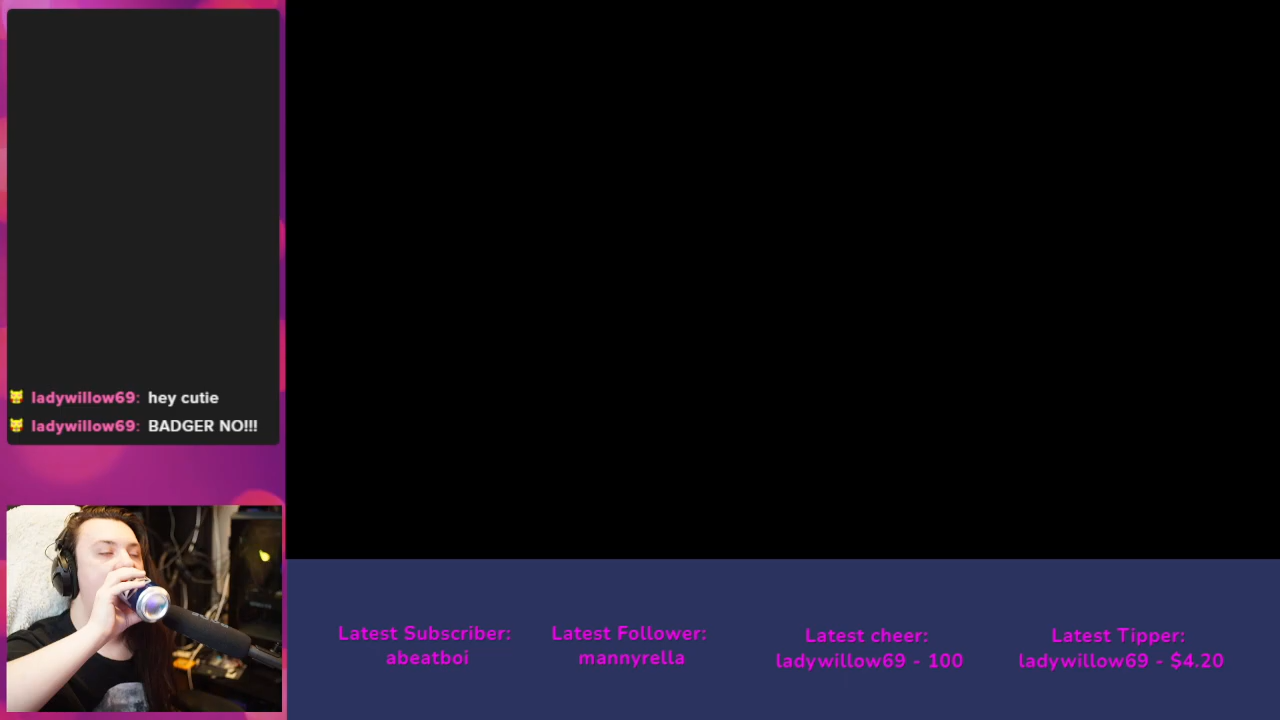 ladywillow69: hey cutie
ladywillow69: BADGER NO!!!
Latest Subscriber:
abeatboi
Latest Follower:
mannyrella
Latest cheer:
ladywillow69 - 100
Latest Tipper:
ladywillow69 - $4.20